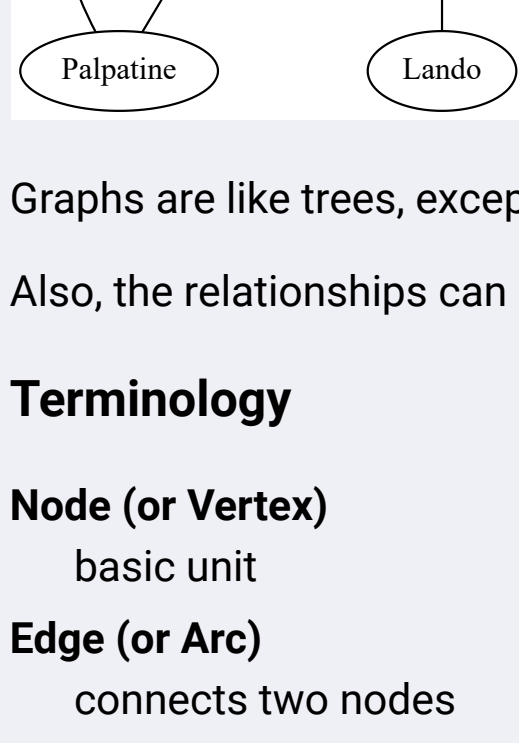 Palpatine Lando
Graphs are like trees, excep
Also, the relationships can
Terminology
Node (or Vertex)
basic unit
Edge (or Arc)
connects two nodes